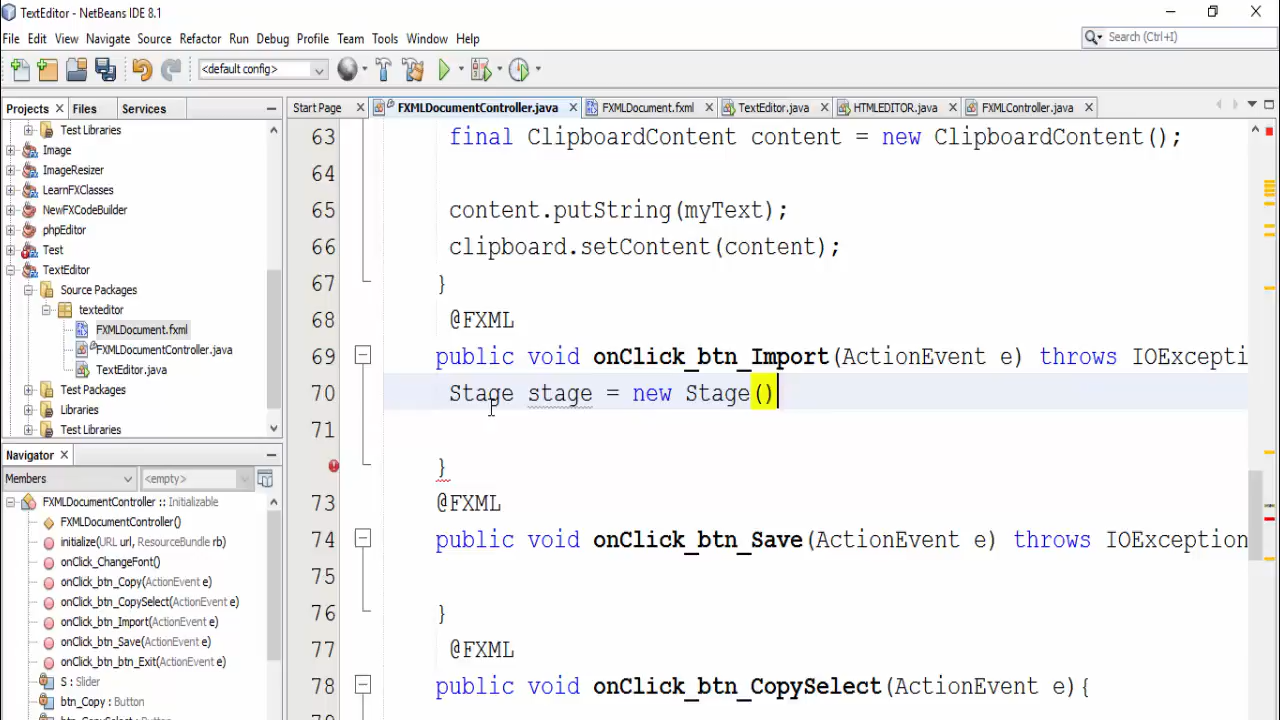 TextEditor - NetBeans IDE 8.1
File Edit View Navigate Source Refactor Run Debug Profile Team Tools Window Help
Search (Ctrl+I)
<default config>
Projects Files Services
Start Page FXMLDocumentController.java FXMLDocument.fxml TextEditor.java HTMLEDITOR.java FXMLController.java
Test Libraries
Image
ImageResizer
LearnFXClasses
NewFXCodeBuilder
phpEditor
Test
TextEditor
Source Packages
texteditor
FXMLDocument.fxml
FXMLDocumentController.java
TextEditor.java
Test Packages
Libraries
Test Libraries
Navigator
Members <empty>
FXMLDocumentController :: Initializable
FXMLDocumentController()
initialize(URL url, ResourceBundle rb)
onClick_ChangeFont()
onClick_btn_Copy(ActionEvent e)
onClick_btn_CopySelect(ActionEvent e)
onClick_btn_Import(ActionEvent e)
onClick_btn_Save(ActionEvent e)
onClick_btn_btn_Exit(ActionEvent e)
S : Slider
btn_Copy : Button
63 final ClipboardContent content = new ClipboardContent();
64
65 content.putString(myText);
66 clipboard.setContent(content);
67 }
68 @FXML
69 public void onClick_btn_Import(ActionEvent e) throws IOExcepti
70 Stage stage = new Stage()
71
}
73 @FXML
74 public void onClick_btn_Save(ActionEvent e) throws IOException
75
76 }
77 @FXML
78 public void onClick_btn_CopySelect(ActionEvent e){